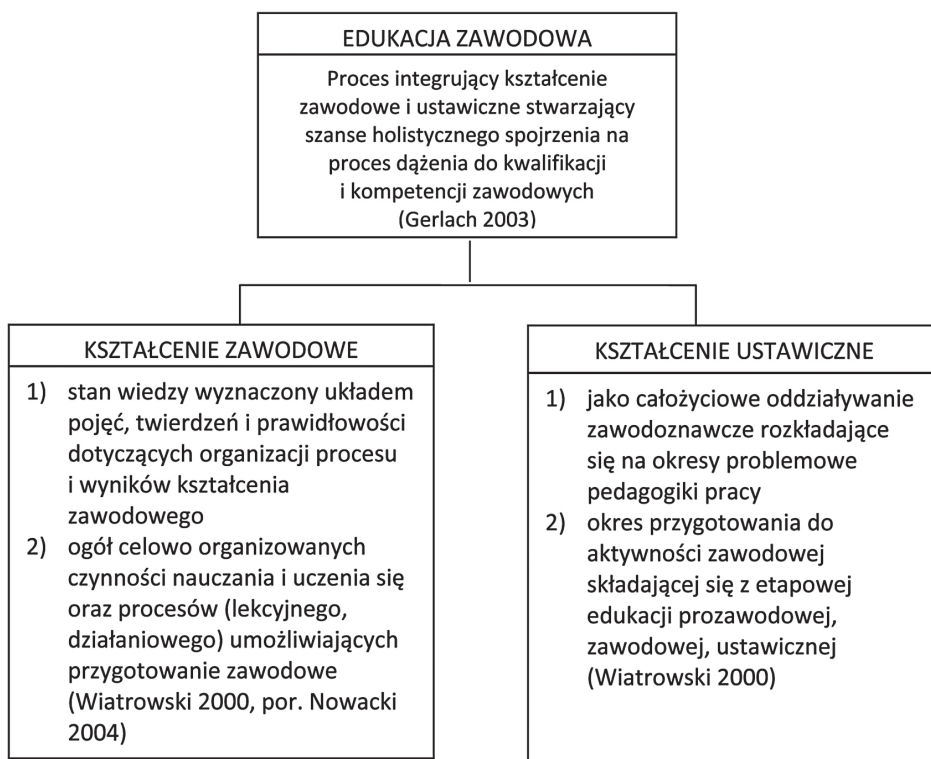 EDUKACJA ZAWODOWA
Proces integrujący kształcenie
zawodowe i ustawiczne stwarzający
szanse holistycznego spojrzenia na
proces dążenia do kwalifikacji
i kompetencji zawodowych
(Gerlach 2003)
KSZTAŁCENIE ZAWODOWE
1) stan wiedzy wyznaczony układem
pojęć, twierdzeń i prawidłowości
dotyczących organizacji procesu
i wyników kształcenia
zawodowego
2) ogół celowo organizowanych
czynności nauczania i uczenia się
oraz procesów (lekcyjnego,
działaniowego) umożliwiających
przygotowanie zawodowe
(Wiatrowski 2000, por. Nowacki
2004)
KSZTAŁCENIE USTAWICZNE
1) jako całożyciowe oddziaływanie
zawodoznawcze rozkładające
się na okresy problemowe
pedagogiki pracy
2) okres przygotowania do
aktywności zawodowej
składającej się z etapowej
edukacji prozawodowej,
zawodowej, ustawicznej
(Wiatrowski 2000)